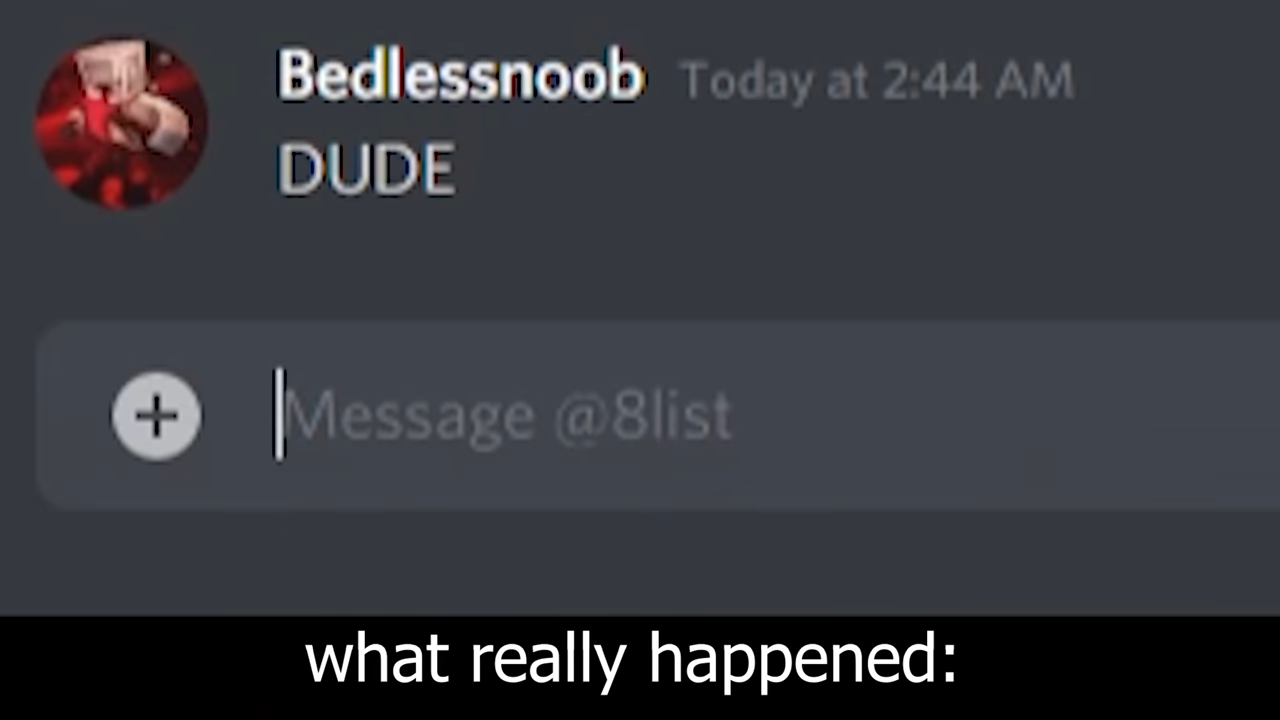 Bedlessnoob Today at 2:44 AM
DUDE
Message @8list
what really happened: